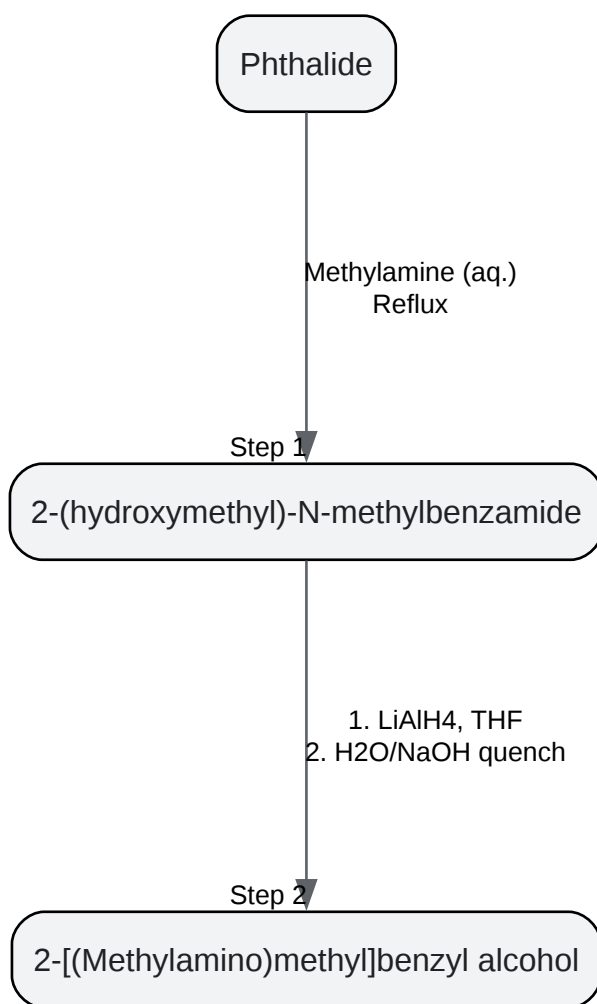 Phthalide
Methylamine (aq.)
Reflux
Step 1
2-(hydroxymethyl)-N-methylbenzamide
1. LiAlH4, THF
2. H2O/NaOH quench
Step 2
2-[(Methylamino)methyl]benzyl alcohol